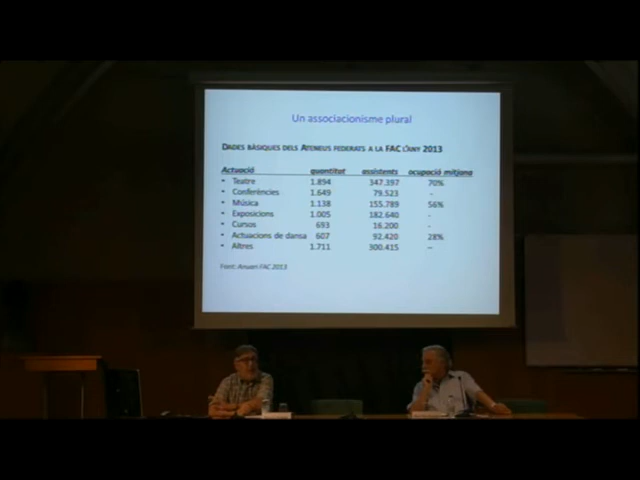 Un associacionisme plural
DADES BÀSIQUES DELS ATENEUS FEDERATS A LA FAC L'ANY 2013
Actuació quantitat assistents ocupació mitjana
• Teatre 1.894 347.397 70%
• Conferències 1.649 79.523 -
• Música 1.138 155.789 56%
• Exposicions 1.005 182.640 -
• Cursos 693 16.200 -
• Actuacions de dansa 607 92.420 28%
• Altres 1.711 300.415 --
Font: Anuari FAC 2013